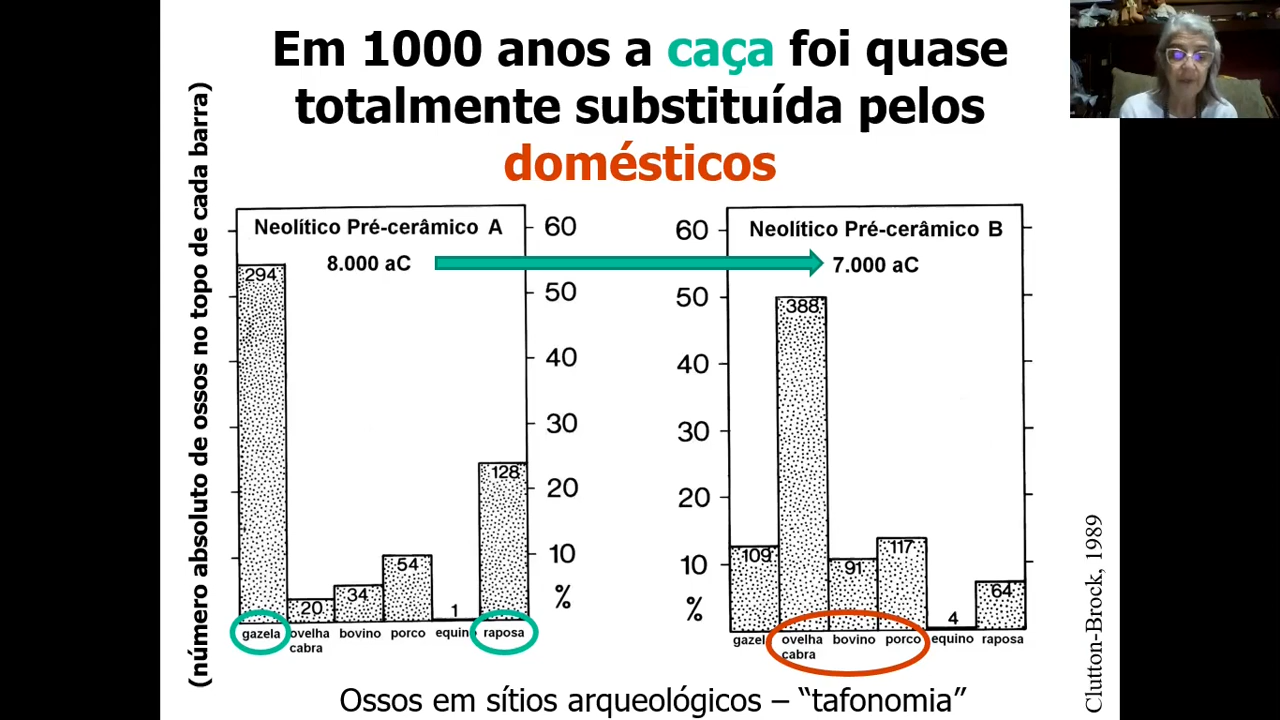 Em 1000 anos a caça foi quase
totalmente substituída pelos
domésticos
(número absoluto de ossos no topo de cada barra)
Neolítico Pré-cerâmico A
8.000 aC
60
50
40
30
20
10
%
294
20
34
54
1
128
gazela ovelha bovino porco equino raposa
cabra
Neolítico Pré-cerâmico B
7.000 aC
60
50
40
30
20
10
%
109
388
91
117
4
64
gazela ovelha bovino porco equino raposa
cabra
Clutton-Brock, 1989
Ossos em sítios arqueológicos – “tafonomia”